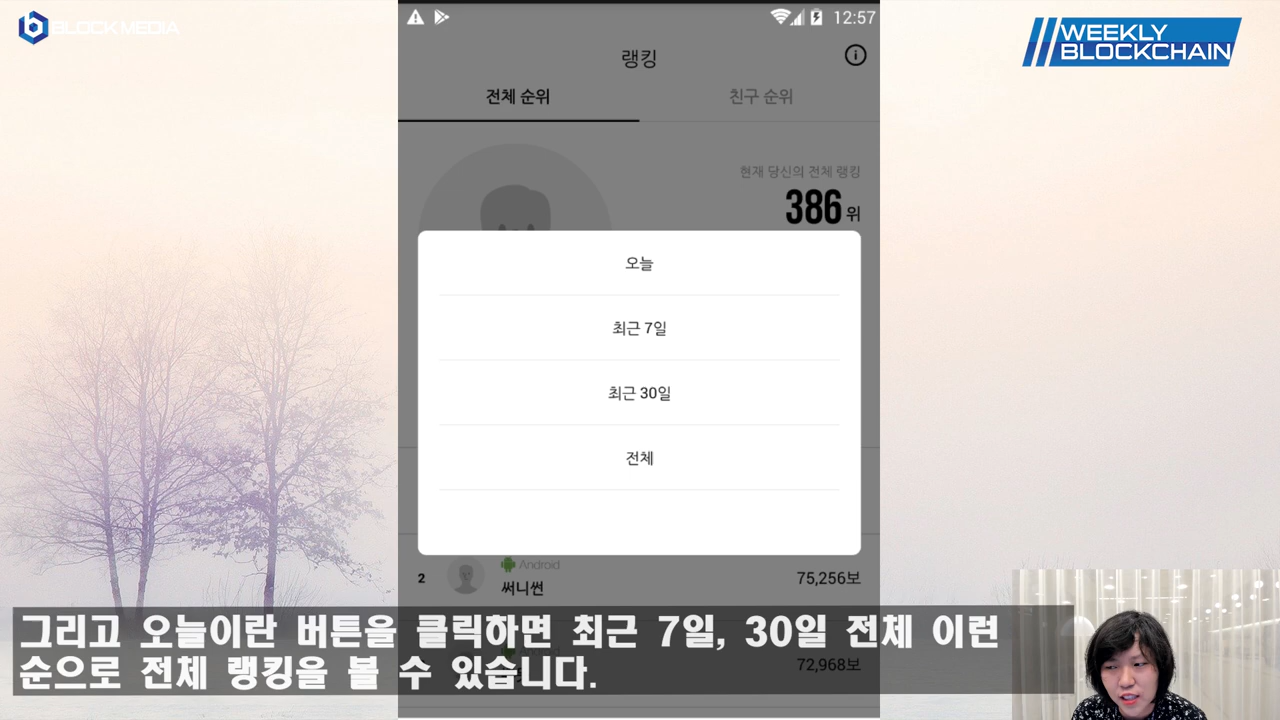 BLOCK MEDIA
WEEKLY
BLOCKCHAIN
12:57
랭킹
전체 순위
친구 순위
현재 당신의 전체 랭킹
386 위
오늘
최근 7일
최근 30일
전체
2
Android
써니썬
75,256보
72,968보
그리고 오늘이란 버튼을 클릭하면 최근 7일, 30일 전체 이런
순으로 전체 랭킹을 볼 수 있습니다.